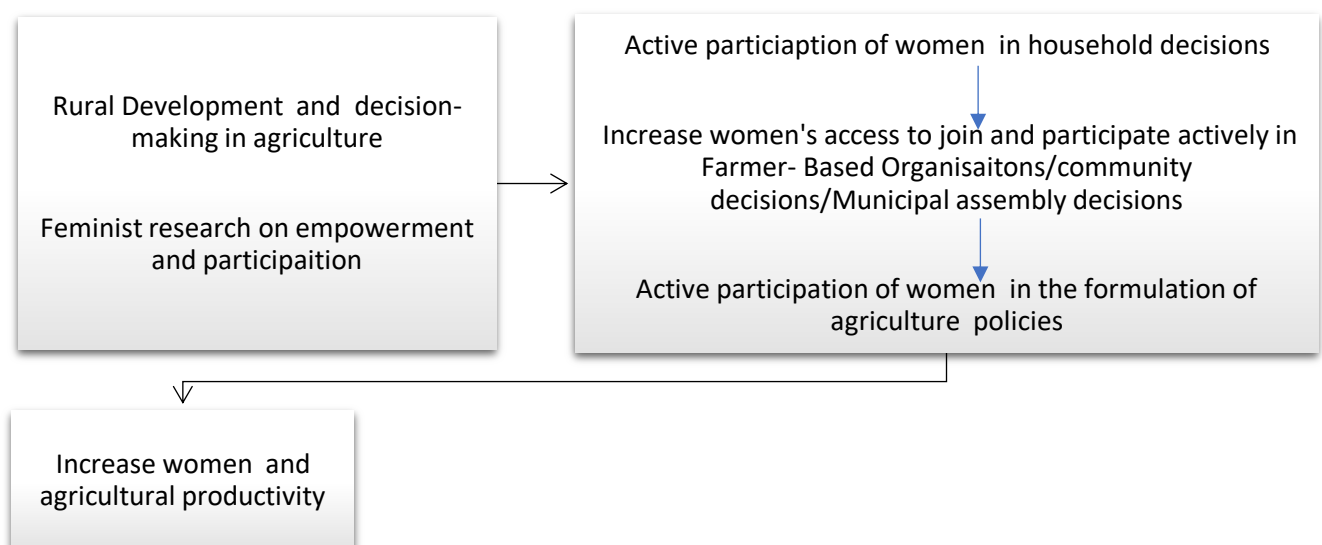 Rural Development and decision-
making in agriculture
Feminist research on empowerment
and participaition
Active particiaption of women in household decisions
Increase women's access to join and participate actively in
Farmer- Based Organisaitons/community
decisions/Municipal assembly decisions
Active participation of women in the formulation of
agriculture policies
Increase women and
agricultural productivity